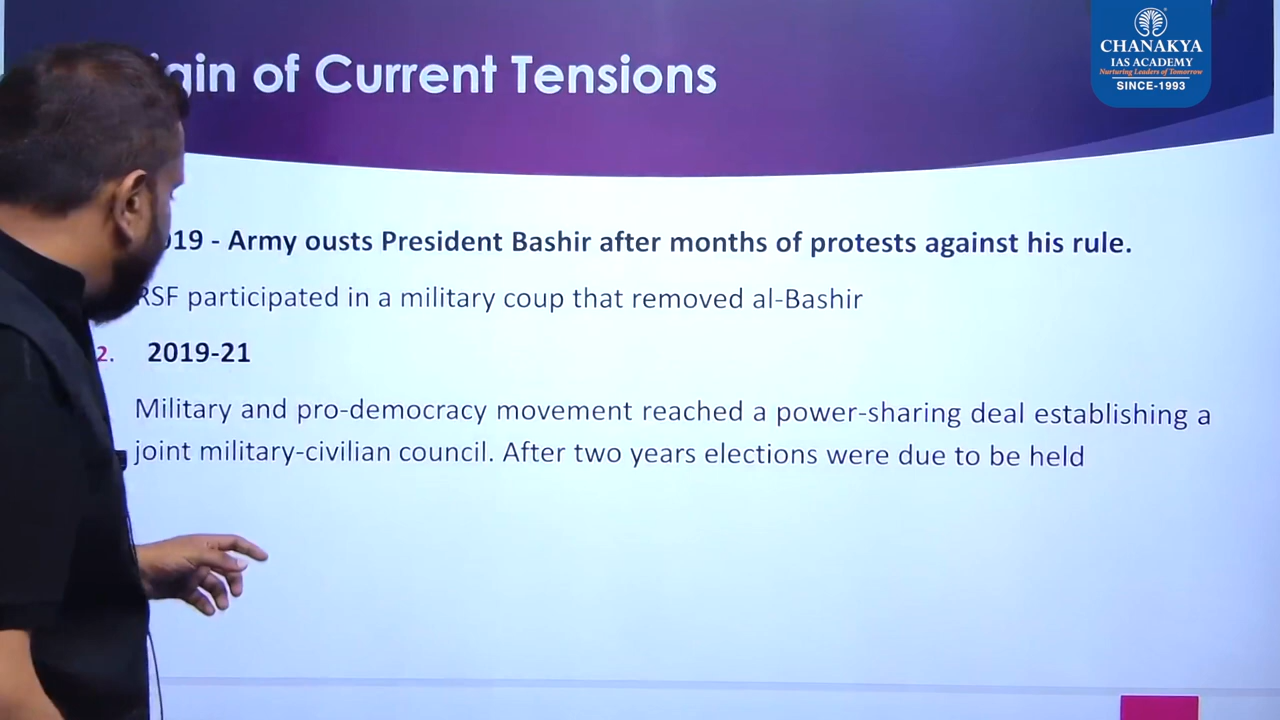 gin of Current Tensions
CHANAKYA
IAS ACADEMY
Nurturing Leaders of Tomorrow
SINCE-1993
19 - Army ousts President Bashir after months of protests against his rule.
RSF participated in a military coup that removed al-Bashir
2. 2019-21
Military and pro-democracy movement reached a power-sharing deal establishing a
joint military-civilian council. After two years elections were due to be held